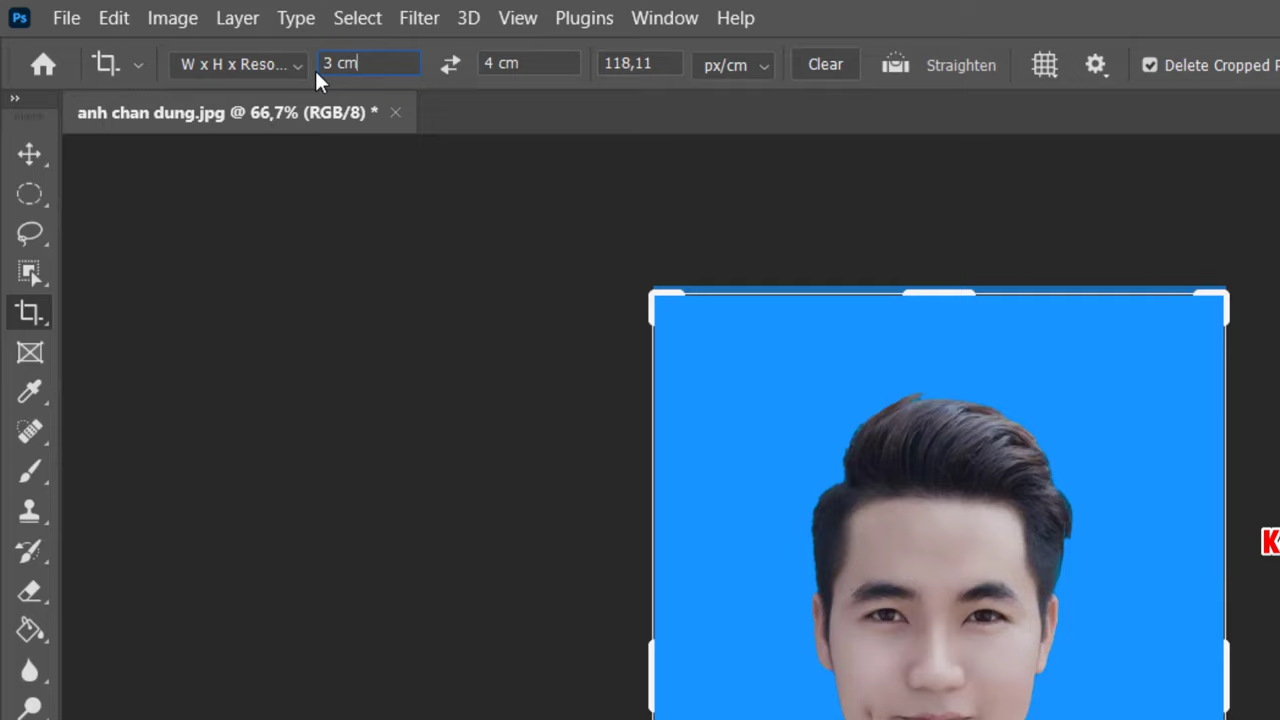 Ps File Edit Image Layer Type Select Filter 3D View Plugins Window Help
W x H x Reso... 3 cm 4 cm 118,11 px/cm Clear Straighten Delete Cropped P
anh chan dung.jpg @ 66,7% (RGB/8) *
K